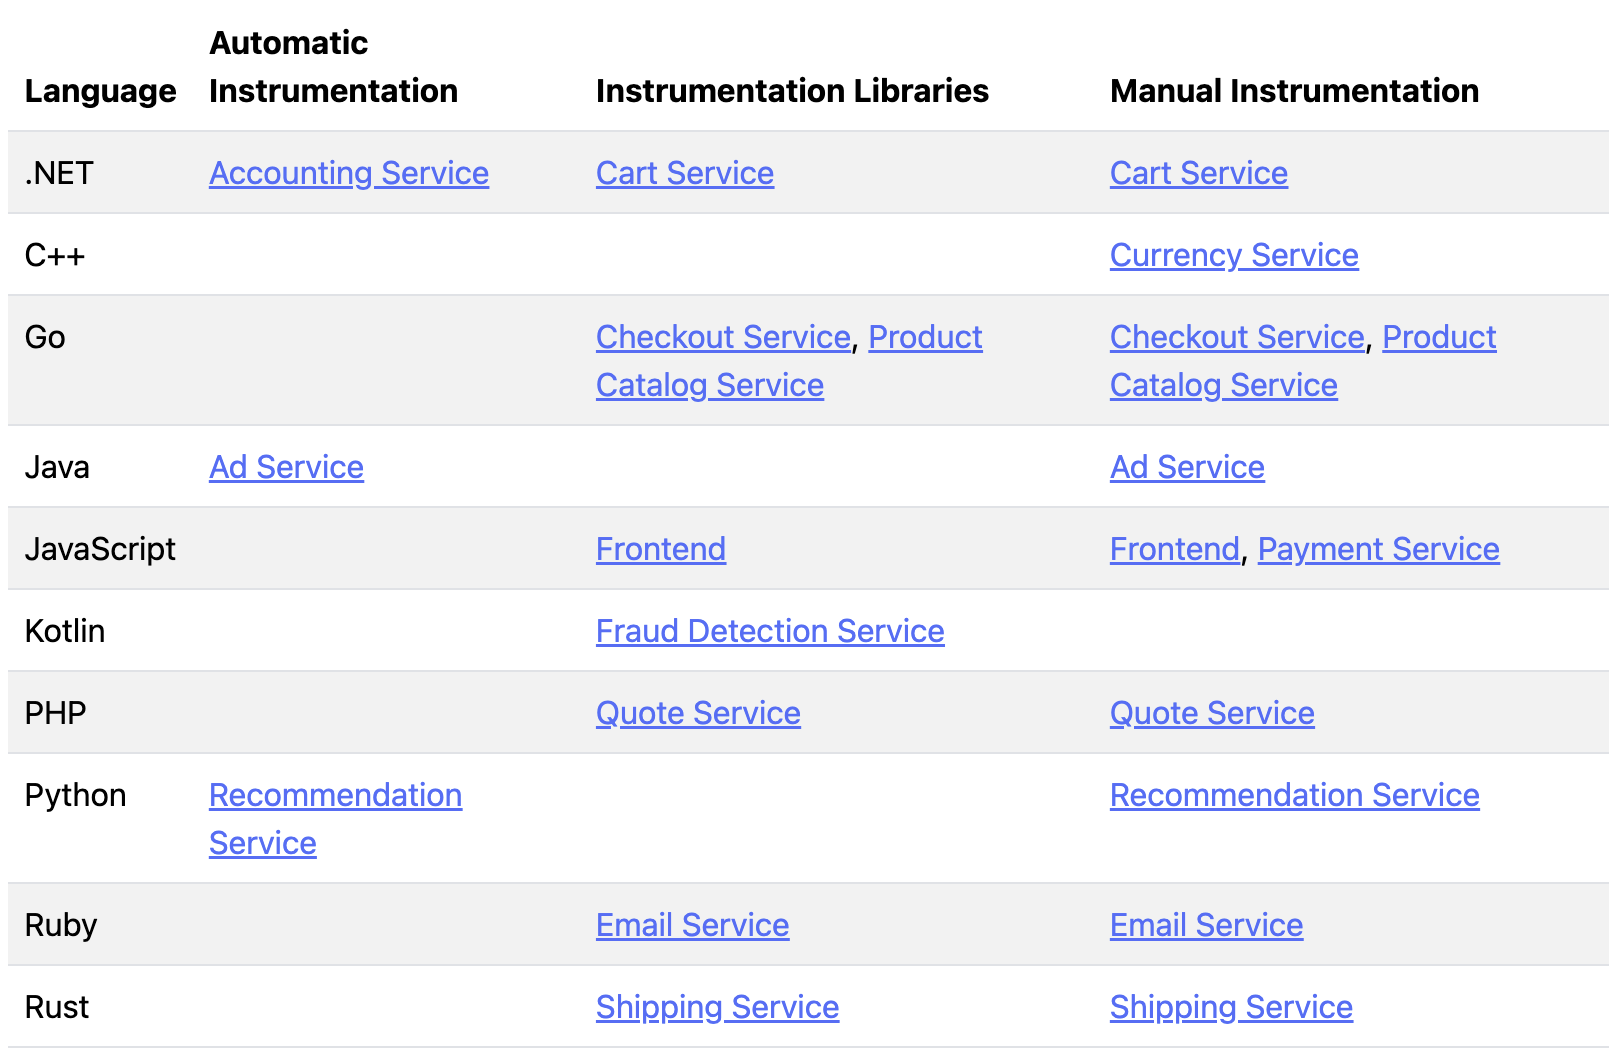 Language	Automatic Instrumentation	Instrumentation Libraries	Manual Instrumentation
.NET	Accounting Service	Cart Service	Cart Service
C++			Currency Service
Go		Checkout Service, Product Catalog Service	Checkout Service, Product Catalog Service
Java	Ad Service		Ad Service
JavaScript		Frontend	Frontend, Payment Service
Kotlin		Fraud Detection Service	
PHP		Quote Service	Quote Service
Python	Recommendation Service		Recommendation Service
Ruby		Email Service	Email Service
Rust		Shipping Service	Shipping Service